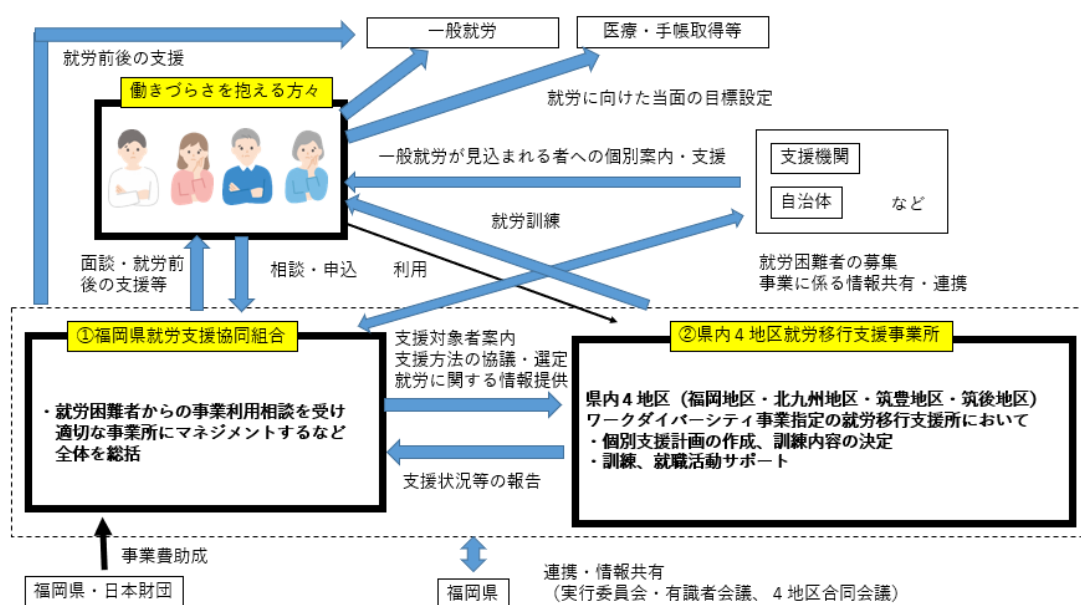 一般就労
医療・手帳取得等
就労前後の支援
働きづらさを抱える方々
就労に向けた当面の目標設定
一般就労が見込まれる者への個別案内・支援
支援機関
自治体
など
就労訓練
面談・就労前
後の支援等
相談・申込
利用
就労困難者の募集
事業に係る情報共有・連携
①福岡県就労支援協同組合
・就労困難者からの事業利用相談を受け
適切な事業所にマネジメントするなど
全体を総括
支援対象者案内
支援方法の協議・選定
就労に関する情報提供
支援状況等の報告
②県内4地区就労移行支援事業所
県内4地区（福岡地区・北九州地区・筑豊地区・筑後地区）
ワークダイバーシティ事業指定の就労移行支援所において
・個別支援計画の作成、訓練内容の決定
・訓練、就職活動サポート
事業費助成
福岡県・日本財団
福岡県
連携・情報共有
（実行委員会・有識者会議、4地区合同会議）